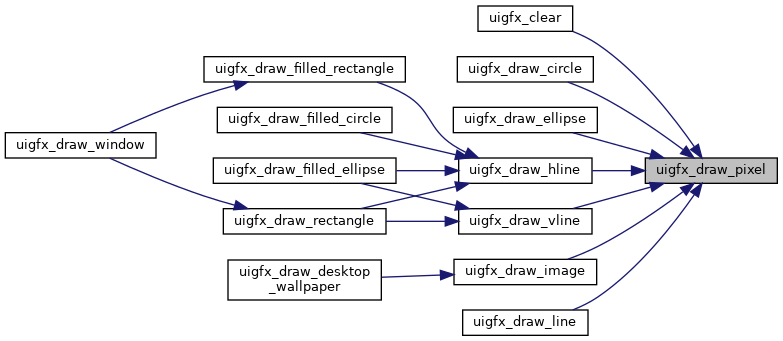 uigfx_clear
uigfx_draw_filled_rectangle
uigfx_draw_circle
uigfx_draw_filled_circle
uigfx_draw_ellipse
uigfx_draw_window
uigfx_draw_filled_ellipse
uigfx_draw_hline
uigfx_draw_pixel
uigfx_draw_rectangle
uigfx_draw_vline
uigfx_draw_desktop
_wallpaper
uigfx_draw_image
uigfx_draw_line